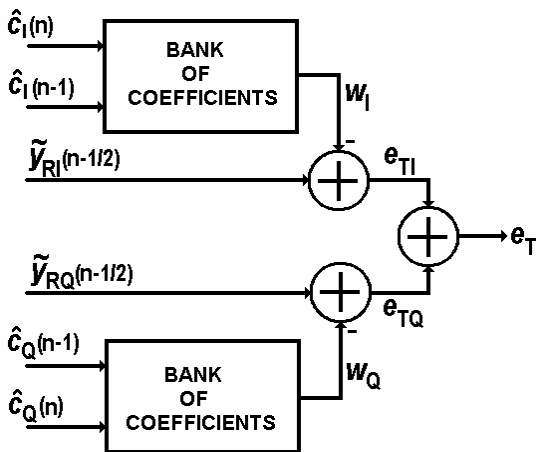 ĉI(n)
ĉI(n-1)
BANK
OF
COEFFICIENTS
wI
-
ỹRI(n-1/2)
eTI
eT
ỹRQ(n-1/2)
eTQ
-
ĉQ(n-1)
ĉQ(n)
BANK
OF
COEFFICIENTS
wQ